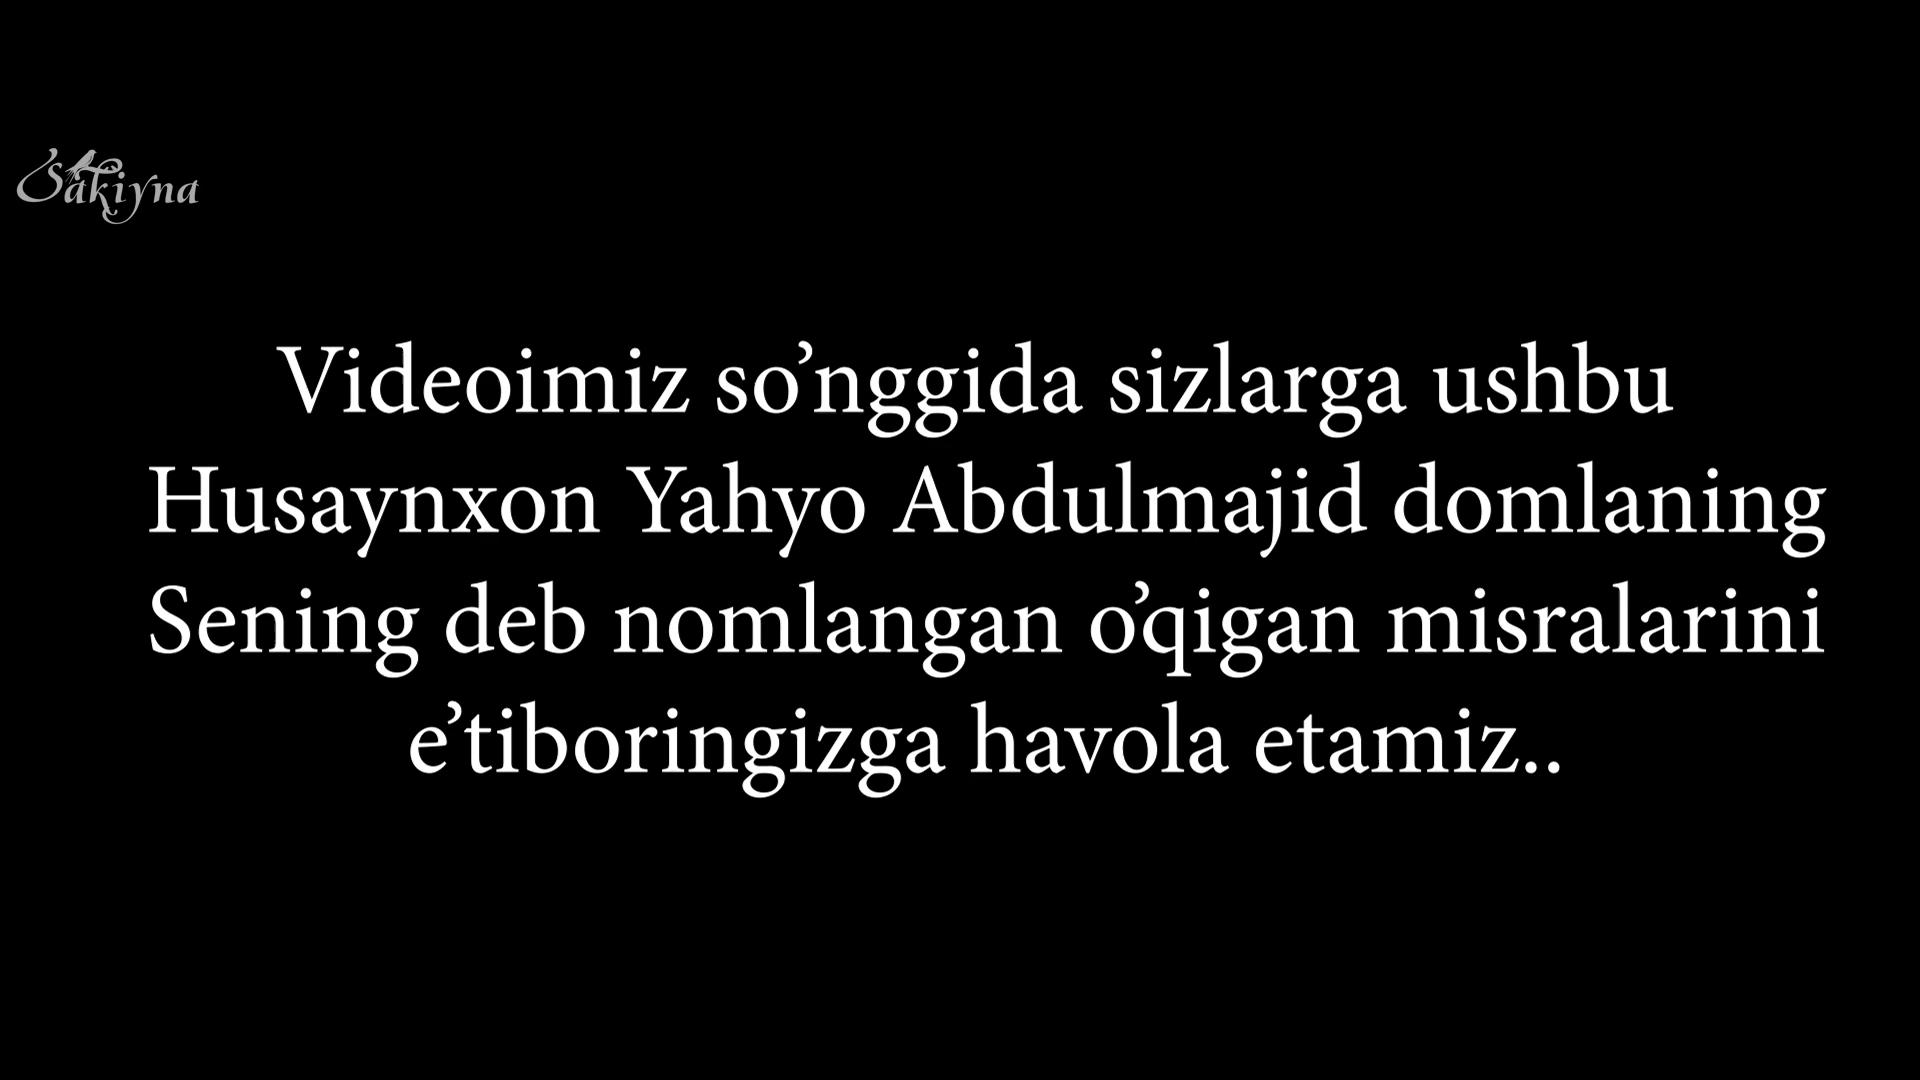 Sakiyna
Videoimiz so’nggida sizlarga ushbu
Husaynxon Yahyo Abdulmajid domlaning
Sening deb nomlangan o’qigan misralarini
e’tiboringizga havola etamiz..